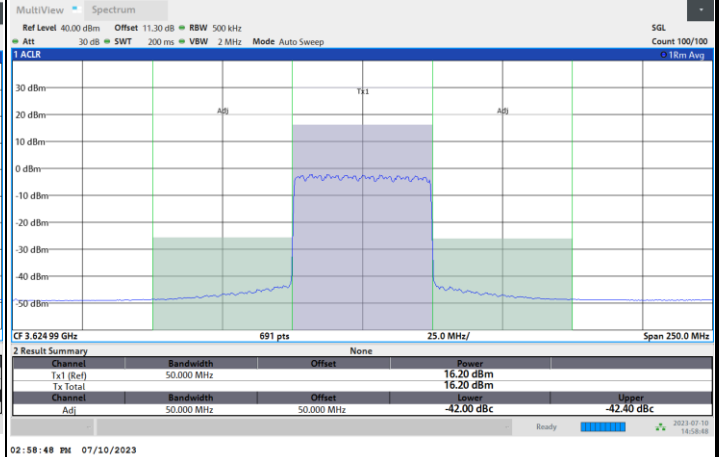 MultiView Spectrum
Ref Level 40.00 dBm Offset 11.30 dB RBW 500 kHz SGL
Att 30 dB SWT 200 ms VBW 2 MHz Mode Auto Sweep Count 100/100
1 ACLR 1Rm Avg
30 dBm
Tx1
20 dBm
Adj Adj
10 dBm
0 dBm
-10 dBm
-20 dBm
-30 dBm
-40 dBm
-50 dBm
CF 3.624 99 GHz 691 pts 25.0 MHz/ Span 250.0 MHz
2 Result Summary None
Channel Bandwidth Offset Power
Tx1 (Ref) 50.000 MHz 16.20 dBm
Tx Total 16.20 dBm
Channel Bandwidth Offset Lower Upper
Adj 50.000 MHz 50.000 MHz -42.00 dBc -42.40 dBc
Ready 2023-07-10
14:58:48
02:58:48 PM 07/10/2023